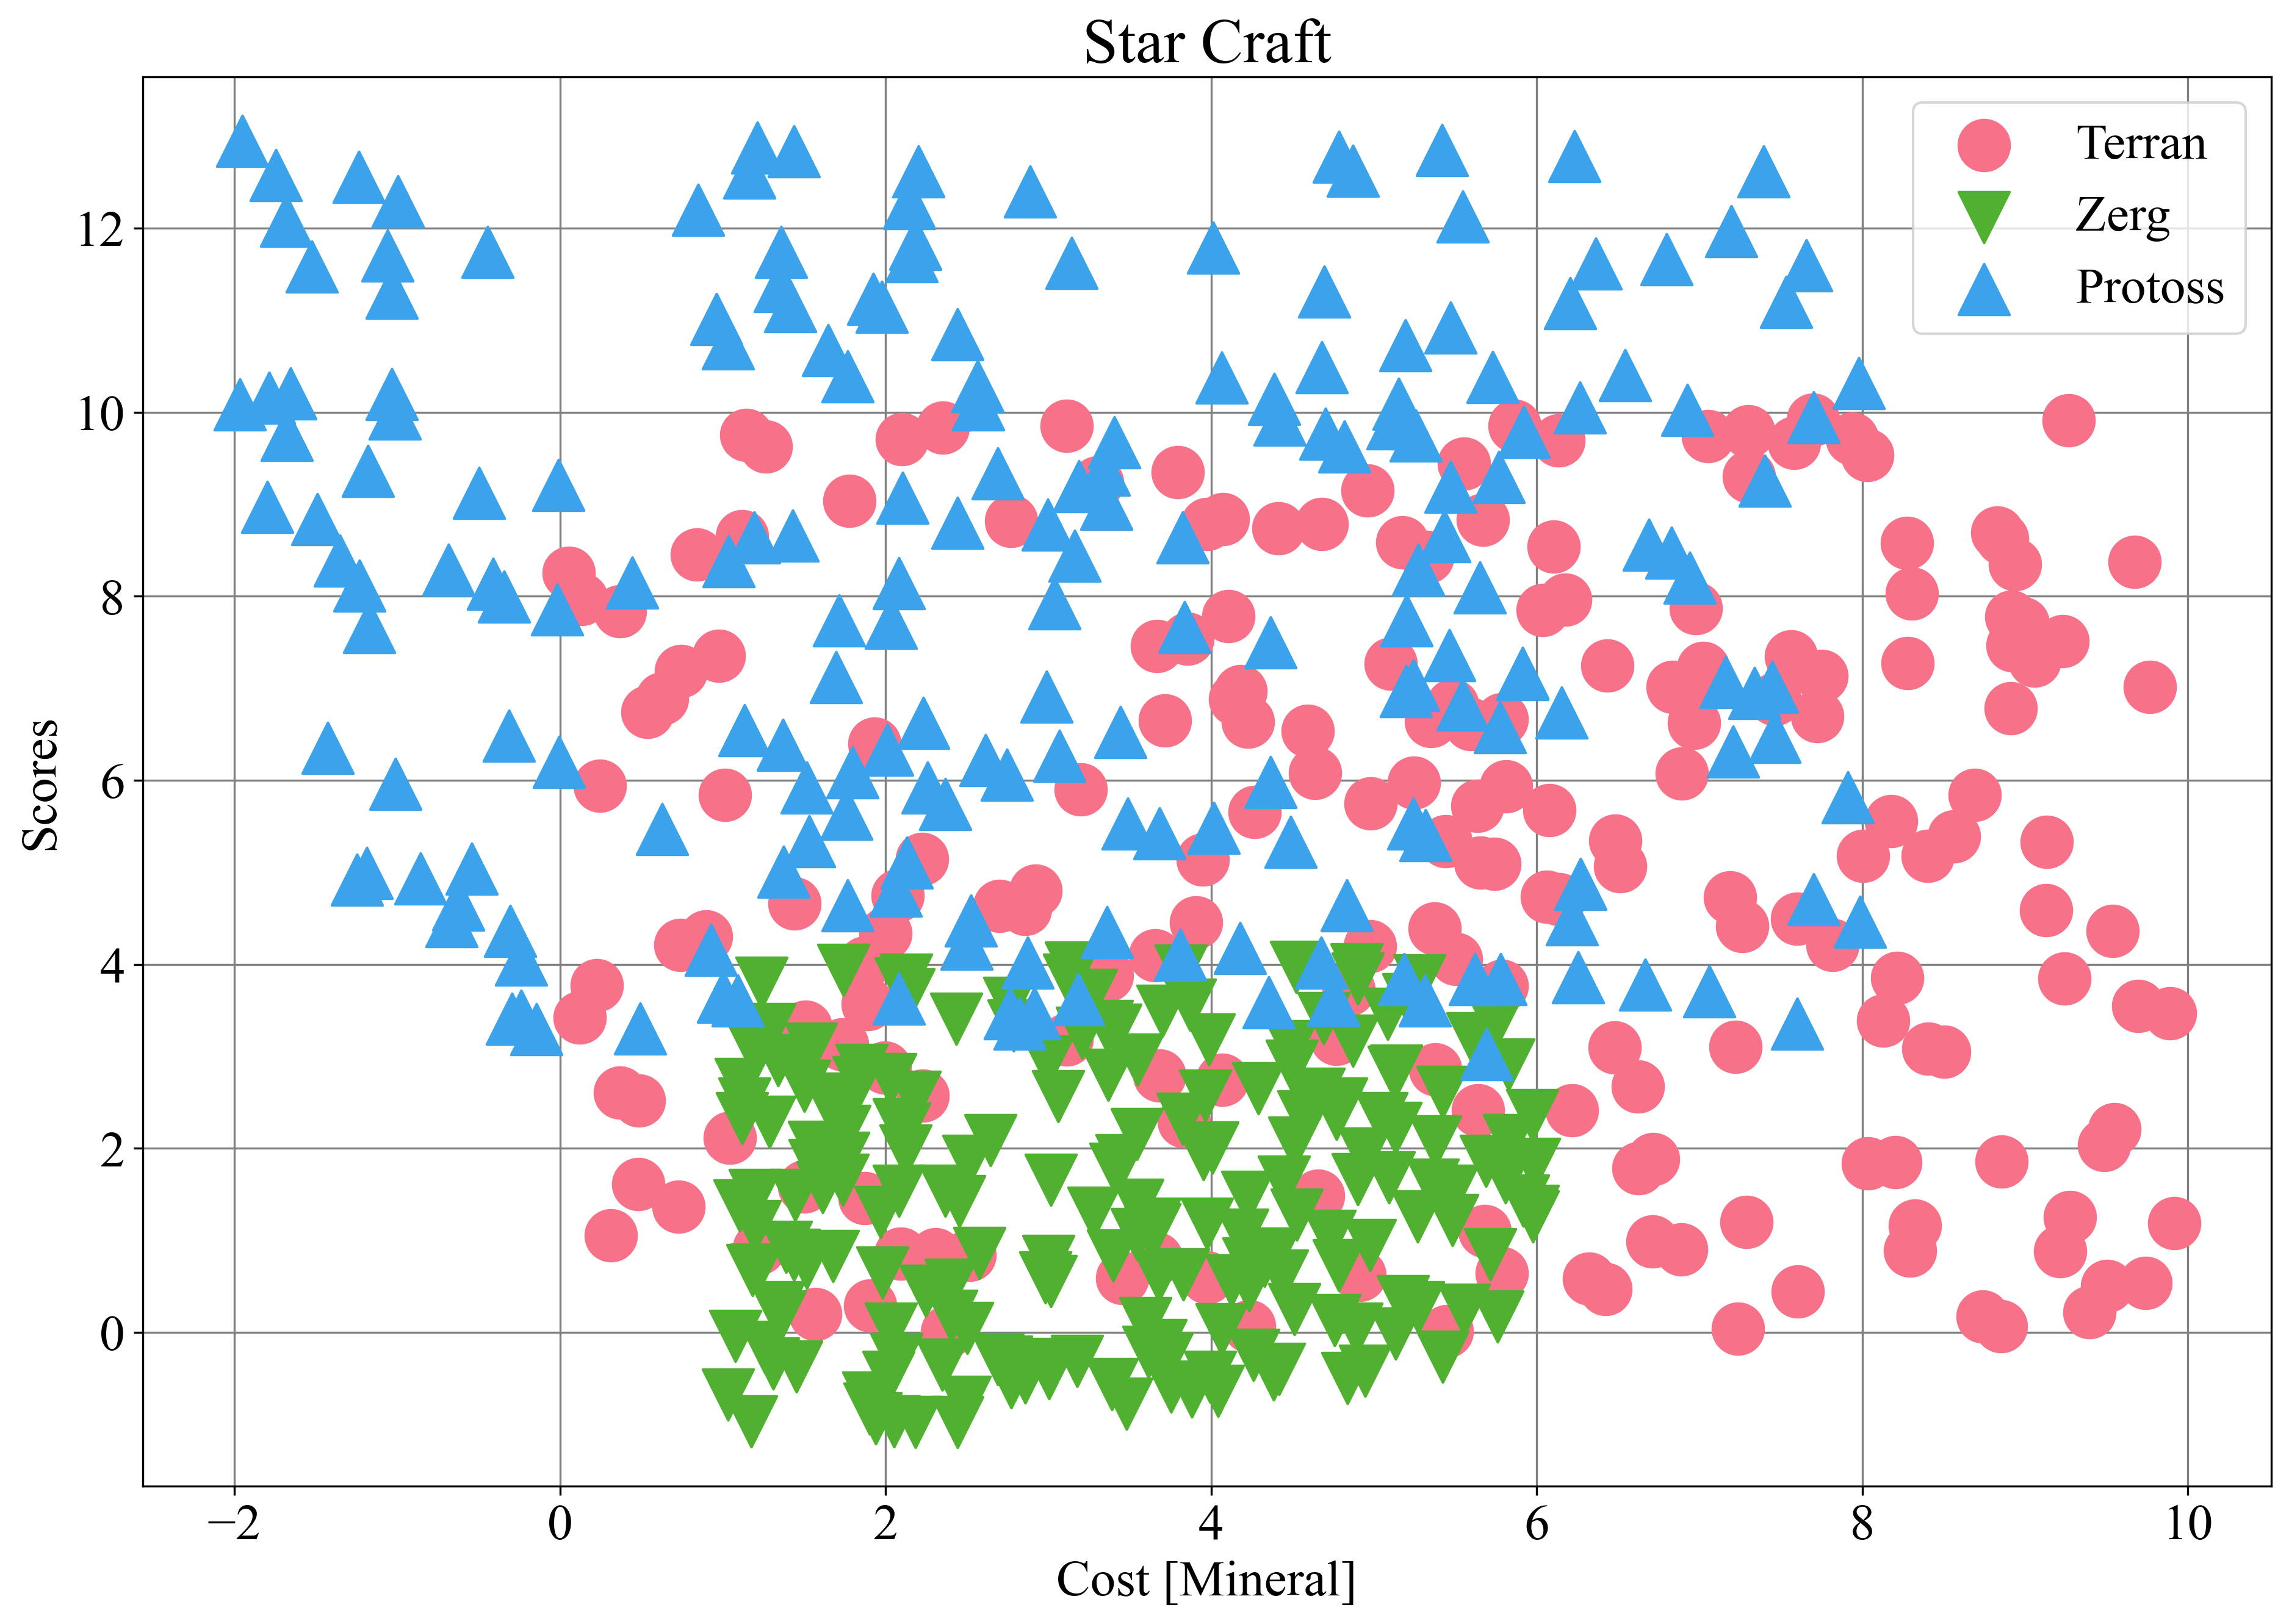 Star Craft
Terran
Zerg
Protoss
Scores
12
10
8
6
4
2
0
−2 0 2 4 6 8 10
Cost [Mineral]